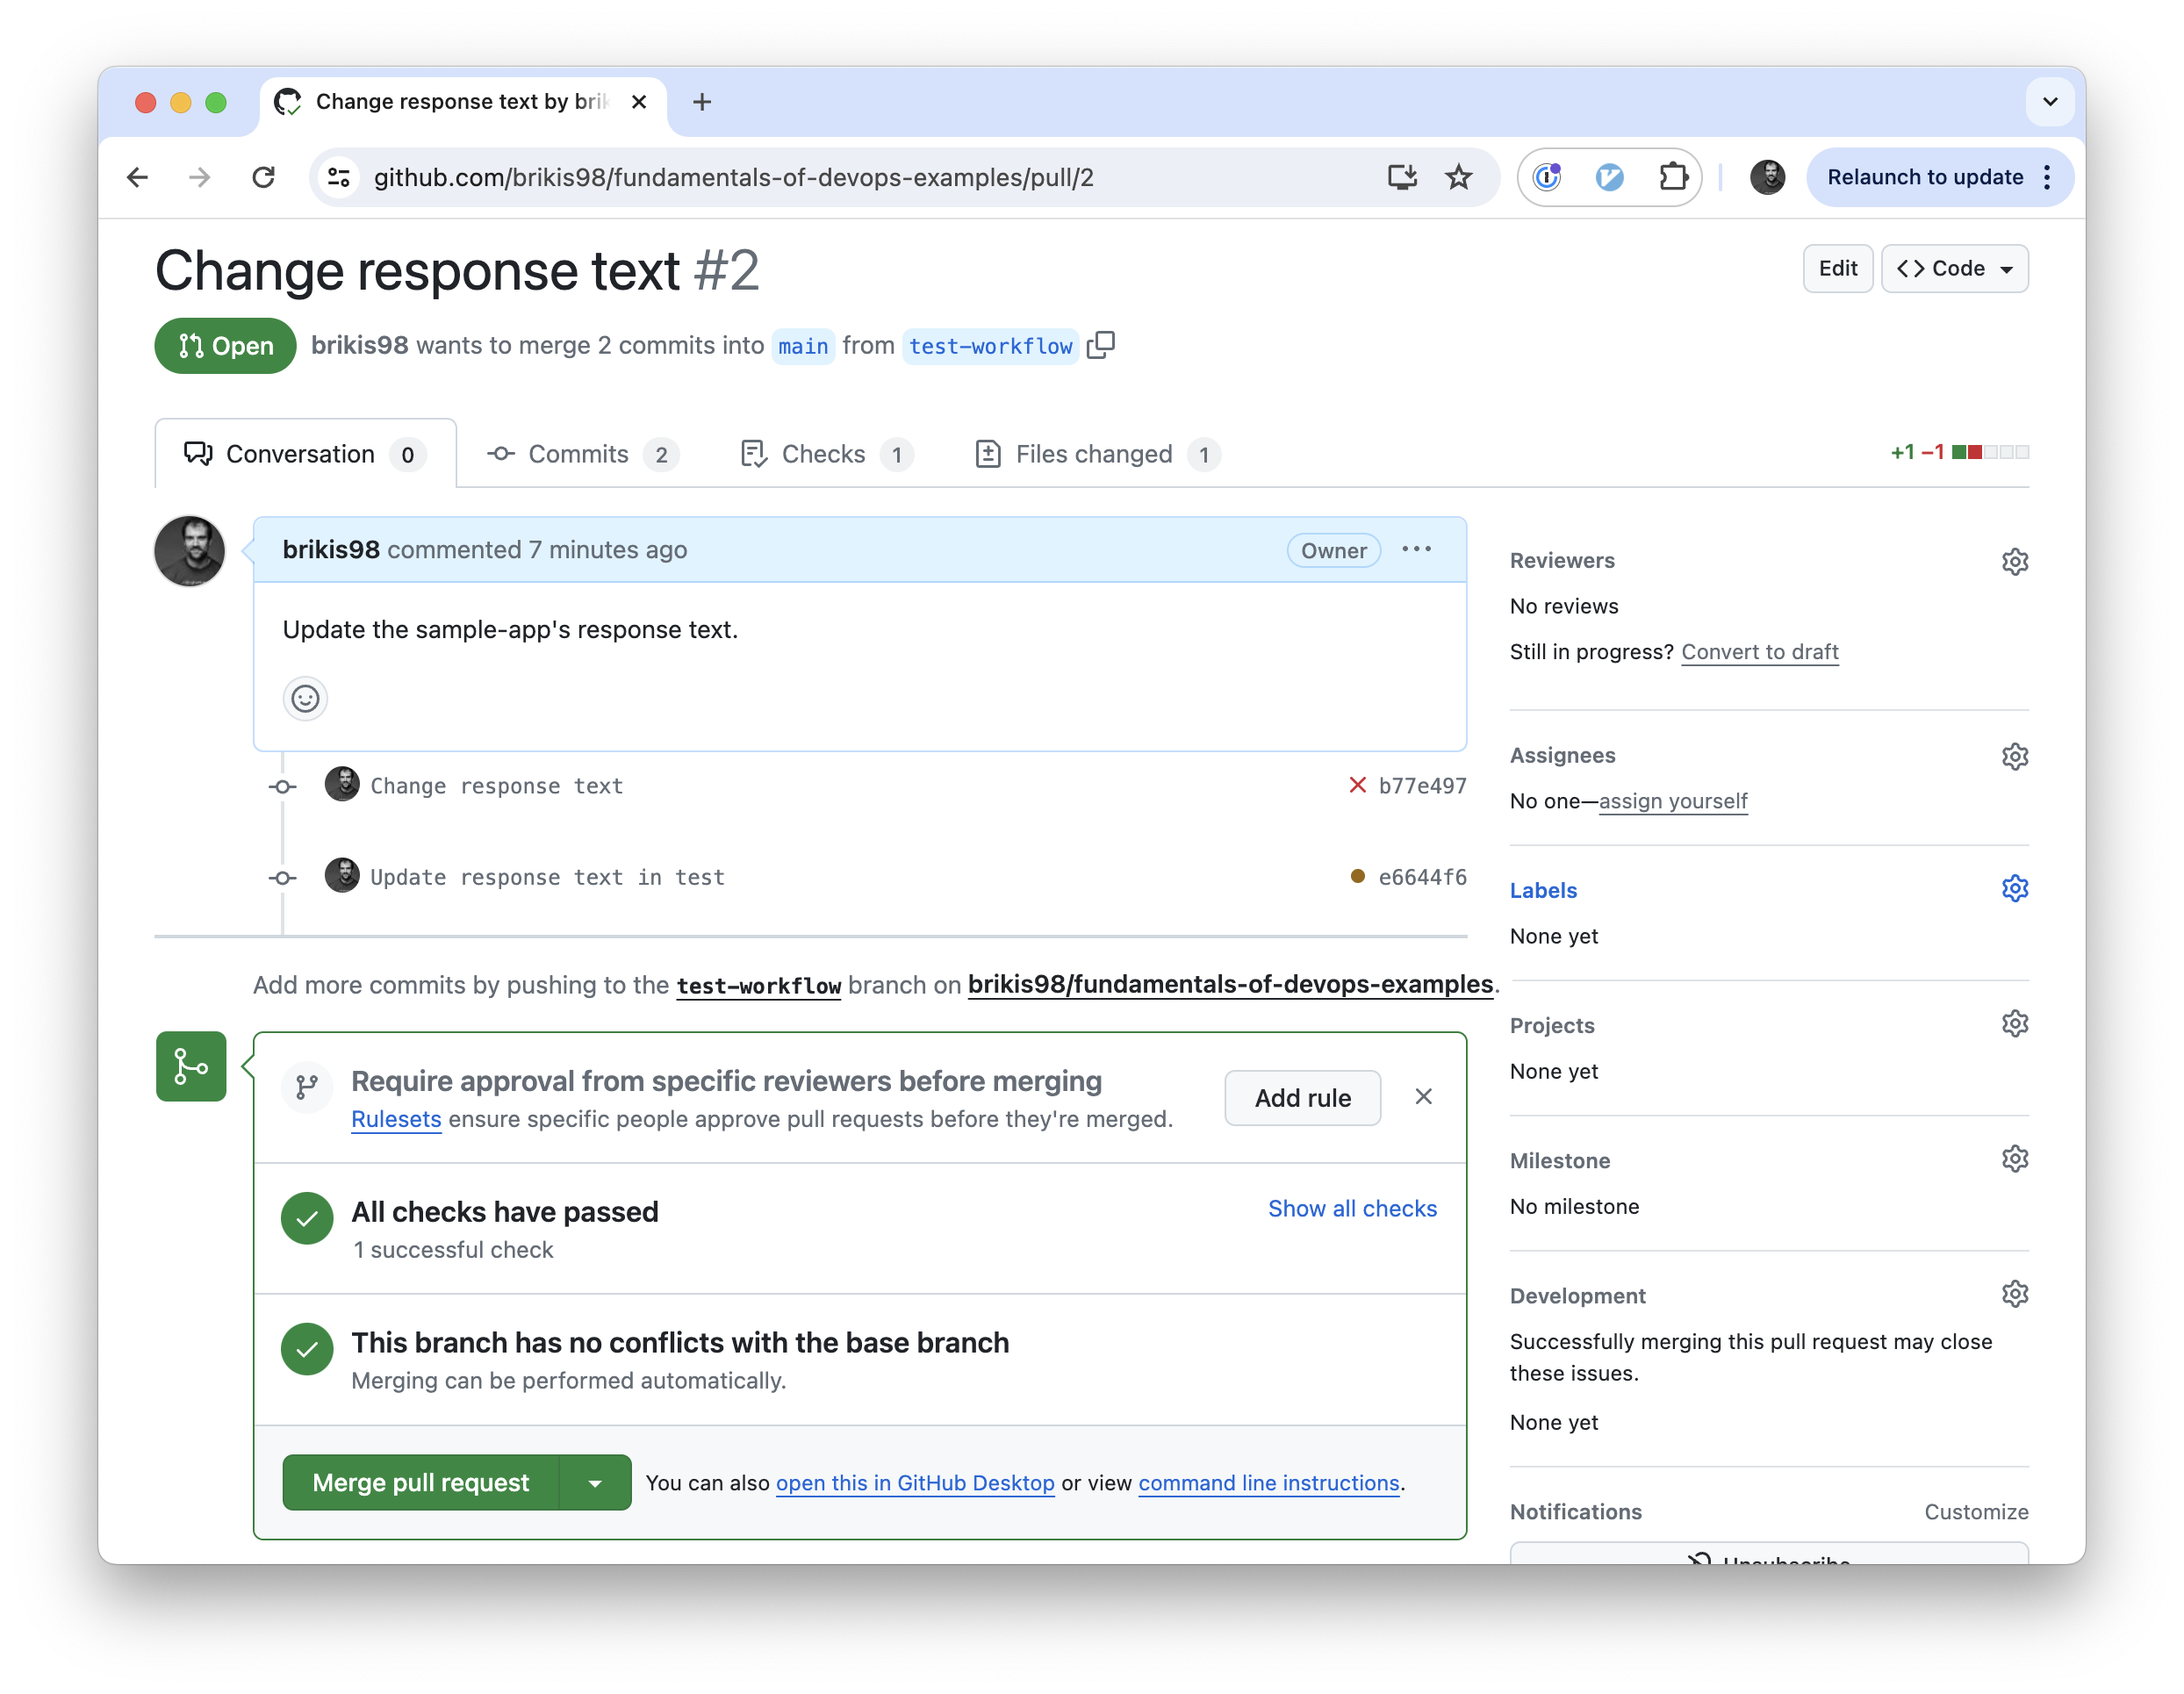 Change response text by brik
github.com/brikis98/fundamentals-of-devops-examples/pull/2
Relaunch to update
Change response text #2
Edit
Code
Open
brikis98 wants to merge 2 commits into main from test-workflow
Conversation 0
Commits 2
Checks 1
Files changed 1
+1 −1
brikis98 commented 7 minutes ago
Owner
Update the sample-app's response text.
Change response text
b77e497
Update response text in test
e6644f6
Add more commits by pushing to the test-workflow branch on brikis98/fundamentals-of-devops-examples.
Require approval from specific reviewers before merging
Rulesets ensure specific people approve pull requests before they're merged.
Add rule
All checks have passed
1 successful check
Show all checks
This branch has no conflicts with the base branch
Merging can be performed automatically.
Merge pull request
You can also open this in GitHub Desktop or view command line instructions.
Reviewers
No reviews
Still in progress? Convert to draft
Assignees
No one—assign yourself
Labels
None yet
Projects
None yet
Milestone
No milestone
Development
Successfully merging this pull request may close
these issues.
None yet
Notifications
Customize
Unsubscribe